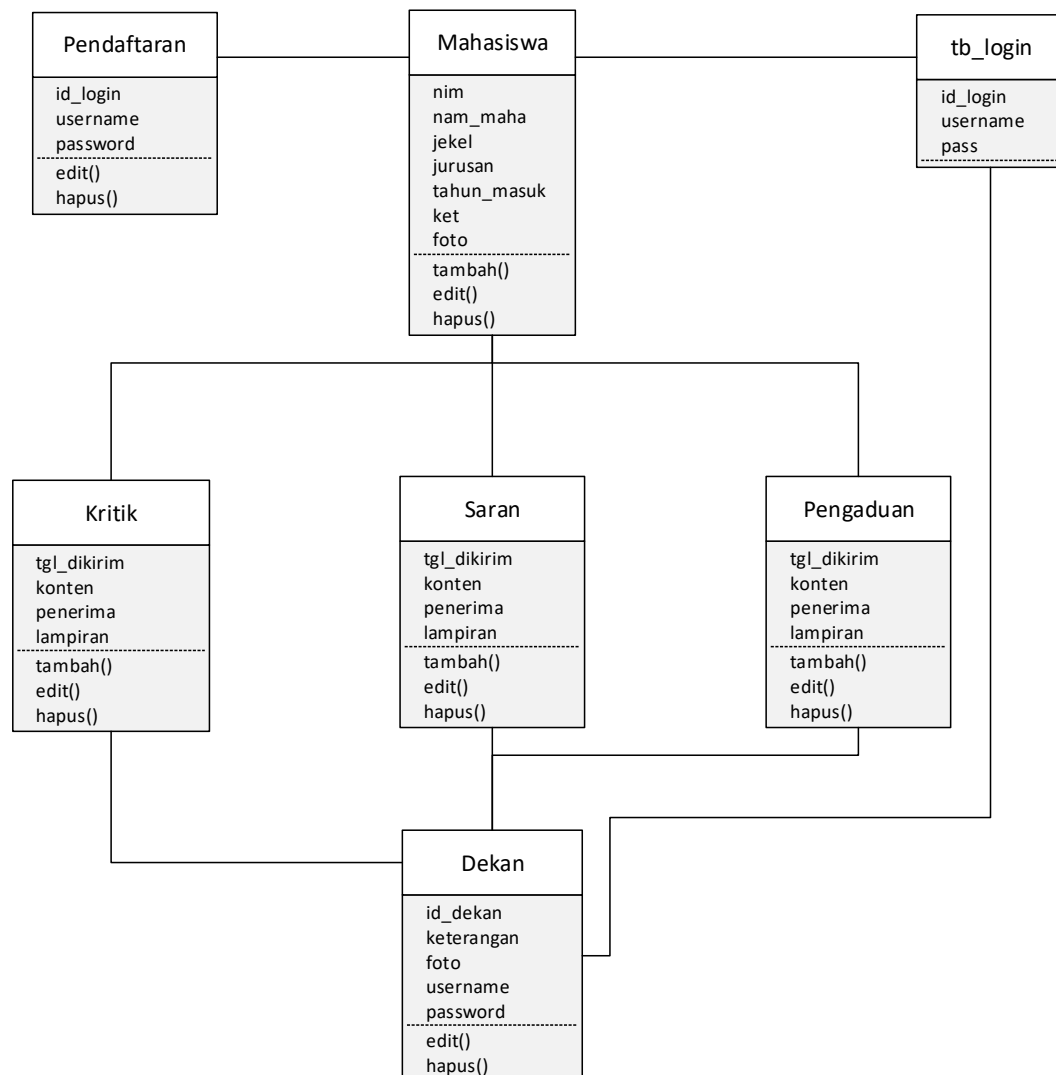 Pendaftaran
id_login
username
password
edit()
hapus()
Mahasiswa
nim
nam_maha
jekel
jurusan
tahun_masuk
ket
foto
tambah()
edit()
hapus()
tb_login
id_login
username
pass
Kritik
tgl_dikirim
konten
penerima
lampiran
tambah()
edit()
hapus()
Saran
tgl_dikirim
konten
penerima
lampiran
tambah()
edit()
hapus()
Pengaduan
tgl_dikirim
konten
penerima
lampiran
tambah()
edit()
hapus()
Dekan
id_dekan
keterangan
foto
username
password
edit()
hapus()